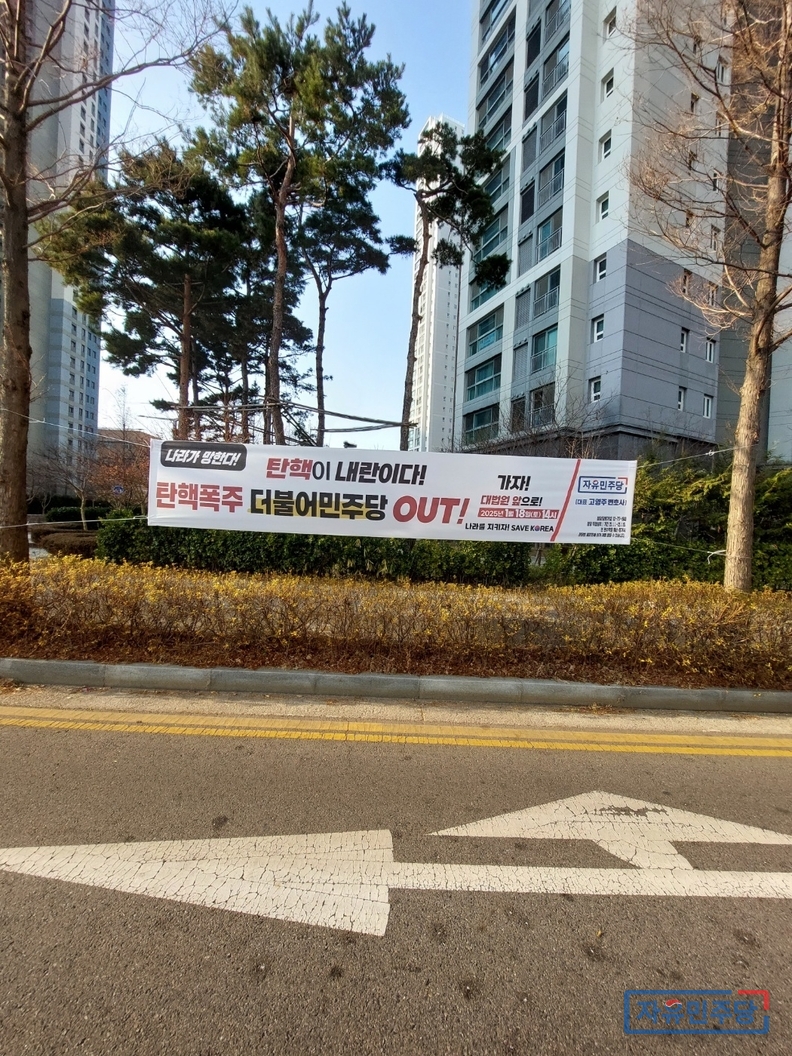 나라가 망한다!
탄핵이 내란이다!
탄핵폭주 더불어민주당 OUT!
가자!
대법원 앞으로!
2025년 1월 18일(토) 14시
나라를 지키자! SAVE KOREA
자유민주당
(대표 고영주 변호사)
자유민주당